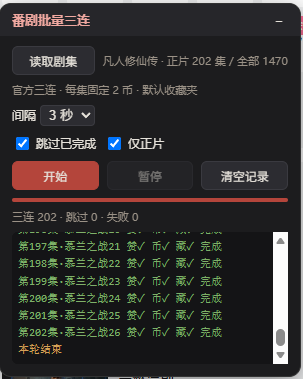 番剧批量三连 −
读取剧集 凡人修仙传 · 正片 202 集 / 全部 1470
官方三连 · 每集固定 2 币 · 默认收藏夹
间隔 3 秒
跳过已完成 仅正片
开始 暂停 清空记录
三连 202 · 跳过 0 · 失败 0
第197集·慕兰之战21 赞✓ 币✓ 藏✓ 完成
第198集·慕兰之战22 赞✓ 币✓ 藏✓ 完成
第199集·慕兰之战23 赞✓ 币✓ 藏✓ 完成
第200集·慕兰之战24 赞✓ 币✓ 藏✓ 完成
第201集·慕兰之战25 赞✓ 币✓ 藏✓ 完成
第202集·慕兰之战26 赞✓ 币✓ 藏✓ 完成
本轮结束